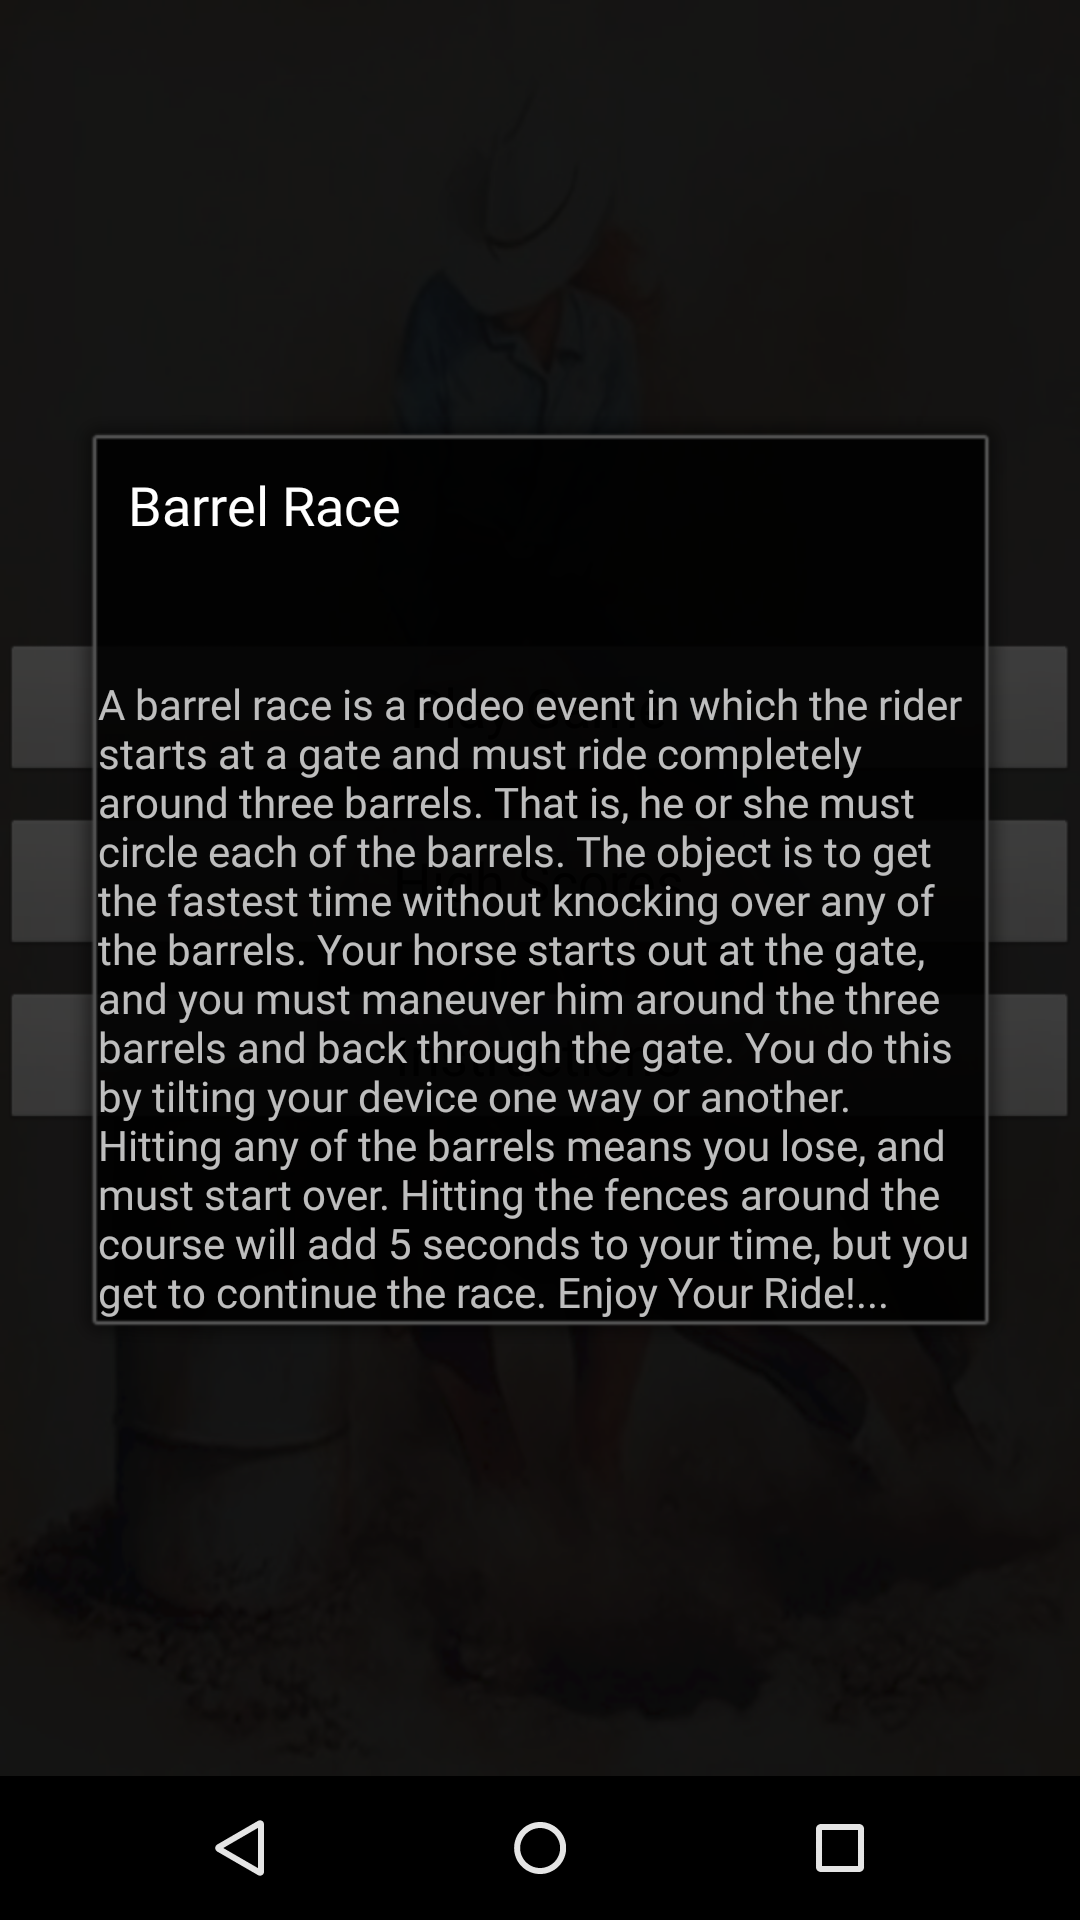 Barrel Race
A barrel race is a rodeo event in which the rider
starts at a gate and must ride completely
around three barrels. That is, he or she must
circle each of the barrels. The object is to get
the fastest time without knocking over any of
the barrels. Your horse starts out at the gate,
and you must maneuver him around the three
barrels and back through the gate. You do this
by tilting your device one way or another.
Hitting any of the barrels means you lose, and
must start over. Hitting the fences around the
course will add 5 seconds to your time, but you
get to continue the race. Enjoy Your Ride!...
High Scores
Instructions